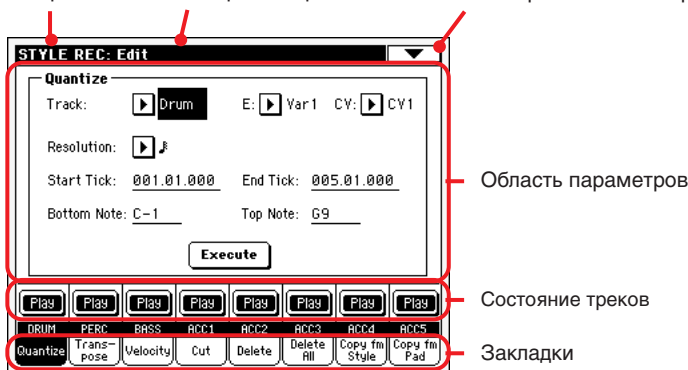 STYLE REC: Edit
Quantize
Track: Drum E: Var1 CV: CV1
Resolution:
Start Tick: 001.01.000 End Tick: 005.01.000
Область параметров
Bottom Note: C-1 Top Note: G9
Execute
Play Play Play Play Play Play Play Play
Состояние треков
DRUM PERC BASS ACC1 ACC2 ACC3 ACC4 ACC5
Quantize Trans-pose Velocity Cut Delete Delete All Copy fm Style Copy fm Pad
Закладки